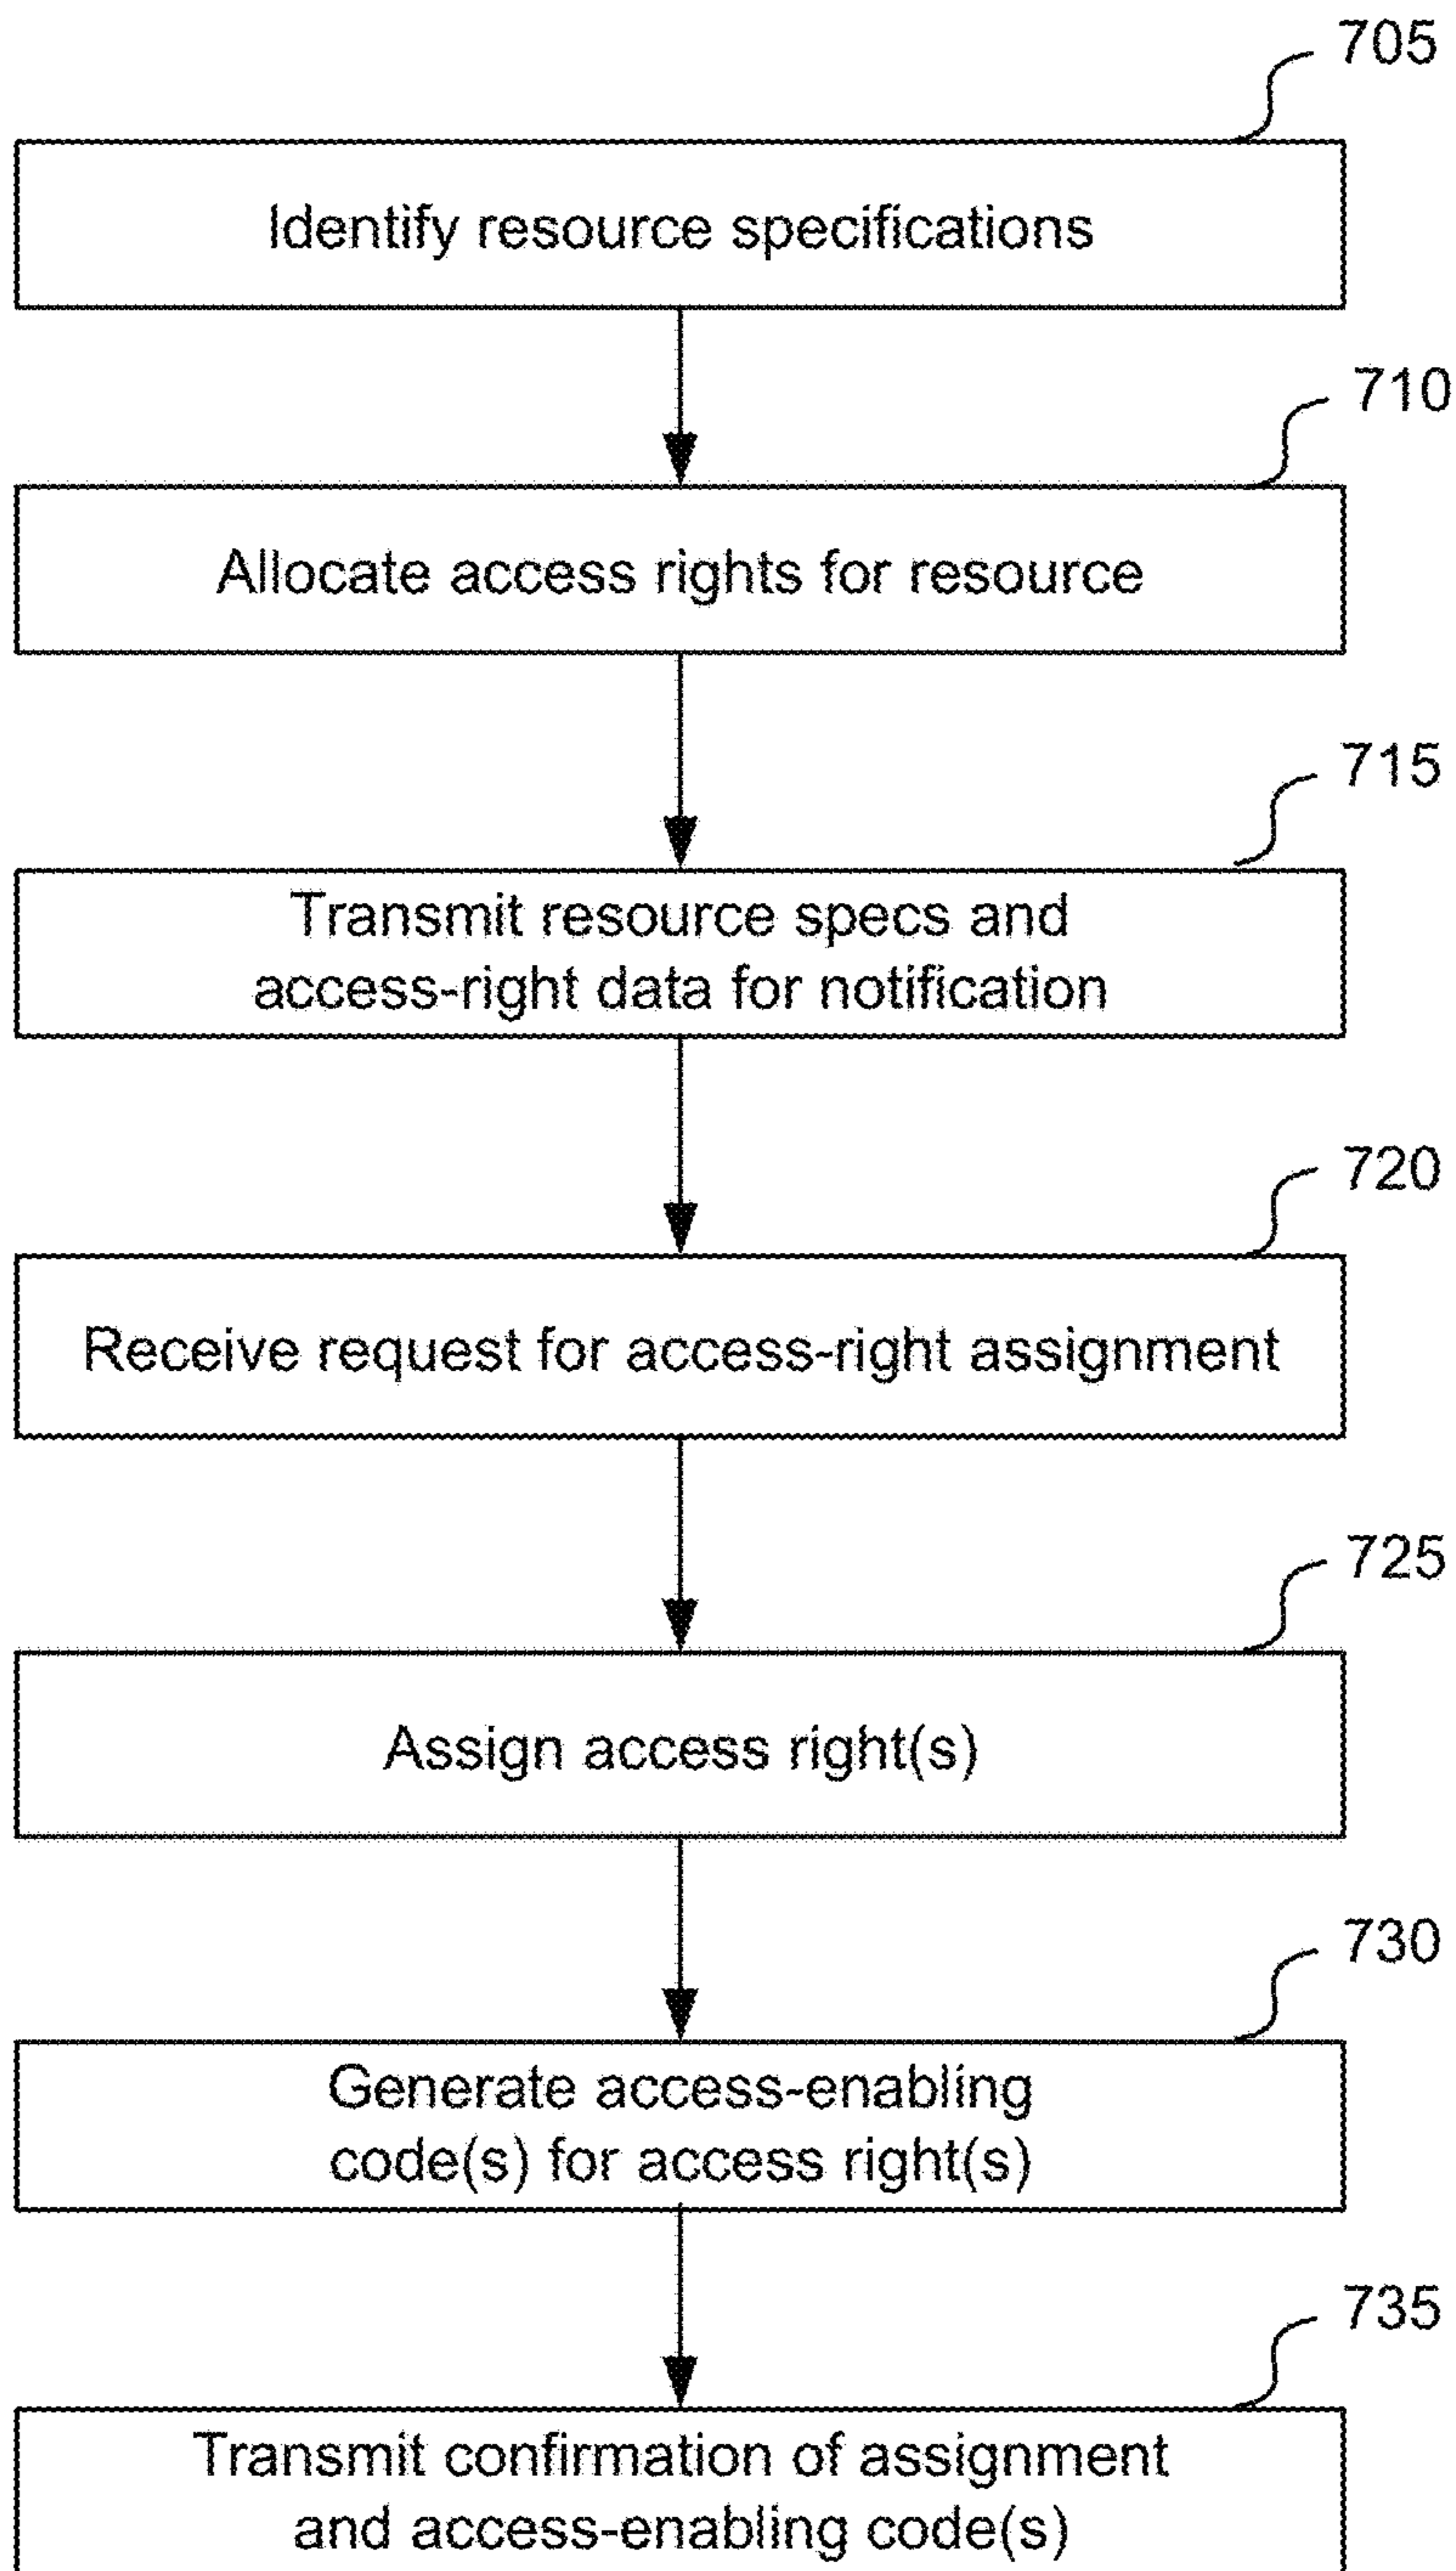 705
Identify resource specifications
710
Allocate access rights for resource
715
Transmit resource specs and
access-right data for notification
720
Receive request for access-right assignment
725
Assign access right(s)
730
Generate access-enabling
code(s) for access right(s)
735
Transmit confirmation of assignment
and access-enabling code(s)